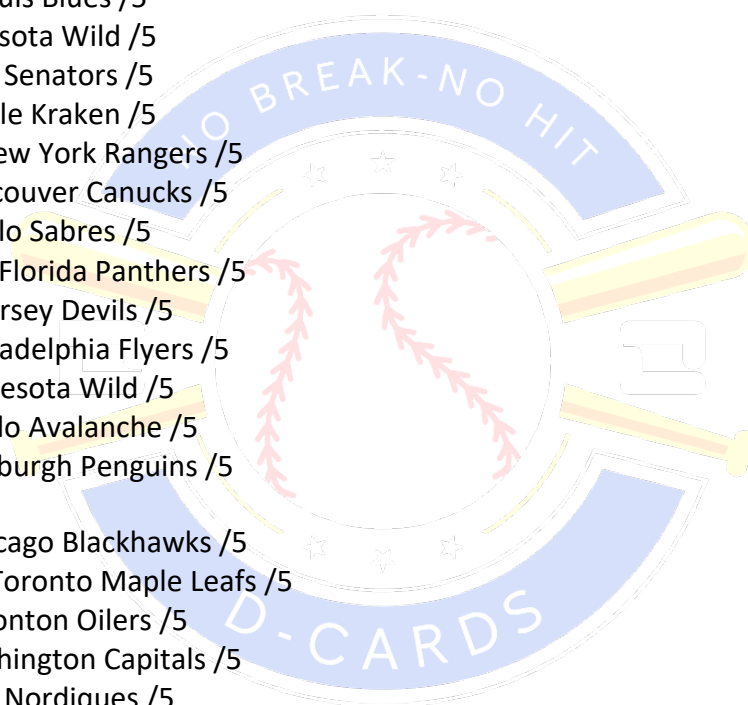 uis Blues /5
esota Wild /5
Senators /5
le Kraken /5
ew York Rangers /5
couver Canucks /5
lo Sabres /5
Florida Panthers /5
rsey Devils /5
adelphia Flyers /5
nesota Wild /5
do Avalanche /5
burgh Penguins /5
cago Blackhawks /5
Toronto Maple Leafs /5
onton Oilers /5
hington Capitals /5
Nordiques /5
NO BREAK-NO HIT
D-CARDS